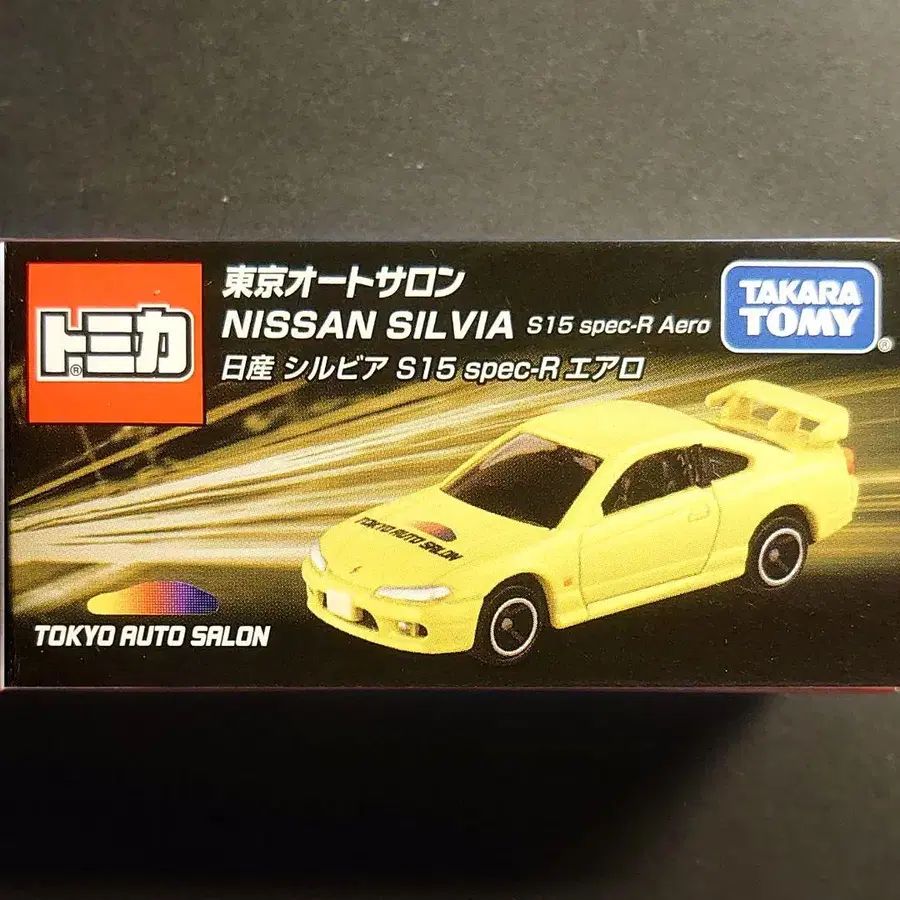 トミカ
®
東京オートサロン
NISSAN SILVIA S15 spec-R Aero
日産 シルビア S15 spec-R エアロ
TAKARA
TOMY
®
TOKYO AUTO SALON
TOKYO AUTO SALON